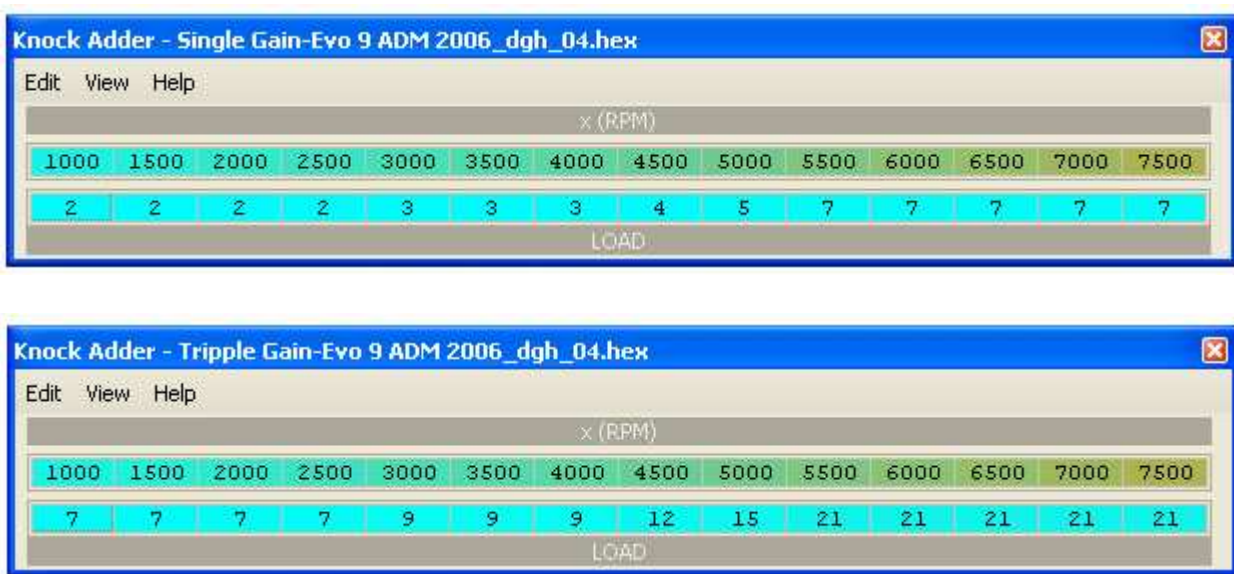 Knock Adder - Single Gain-Evo 9 ADM 2006_dgh_04.hex
Edit View Help
x (RPM)
1000 1500 2000 2500 3000 3500 4000 4500 5000 5500 6000 6500 7000 7500
2 2 2 2 3 3 3 4 5 7 7 7 7 7
LOAD
Knock Adder - Tripple Gain-Evo 9 ADM 2006_dgh_04.hex
Edit View Help
x (RPM)
1000 1500 2000 2500 3000 3500 4000 4500 5000 5500 6000 6500 7000 7500
7 7 7 7 9 9 9 12 15 21 21 21 21 21
LOAD